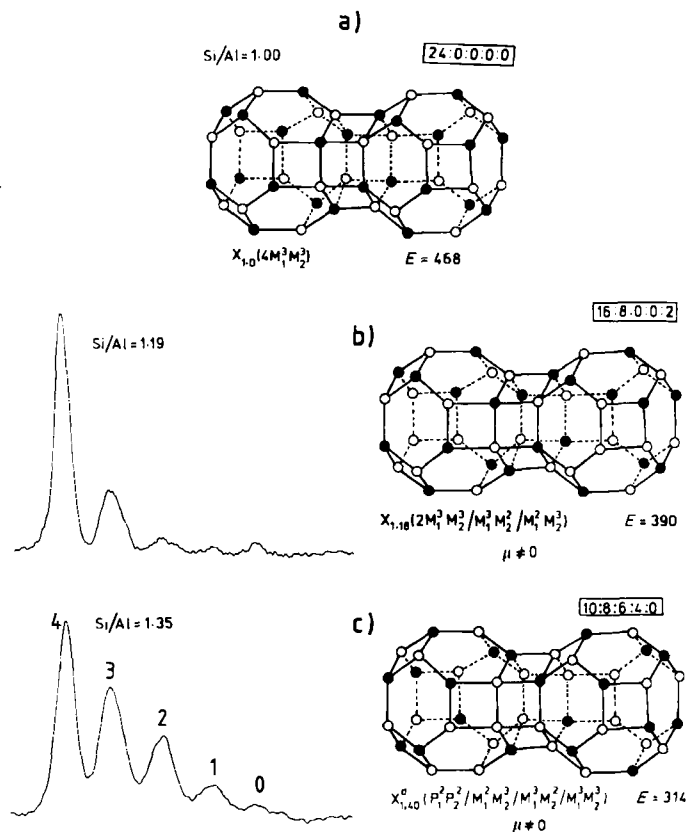 a)
Si/Al=1.00
24:0:0:0:0
X₁.₀(4M₁³M₂³)
E = 468
16:8:0:0:2
Si/Al=1.19
b)
X₁.₁₈(2M₁³M₂³/M₁³M₂²/M₁²M₂³)
E = 390
μ ≠ 0
10:8:6:4:0
Si/Al=1.35
c)
4
3
2
1
0
X₁.₄₀ᵅ(P₁²P₂²/M₁²M₂³/M₁³M₂²/M₁³M₂³)
E = 314
μ ≠ 0